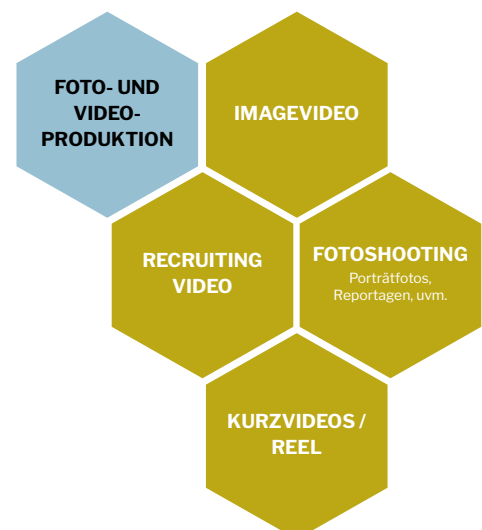 FOTO- UND
VIDEO-
PRODUKTION
IMAGEVIDEO
RECRUITING
VIDEO
FOTOSHOOTING
Porträtfotos,
Reportagen, uvm.
KURZVIDEOS /
REEL